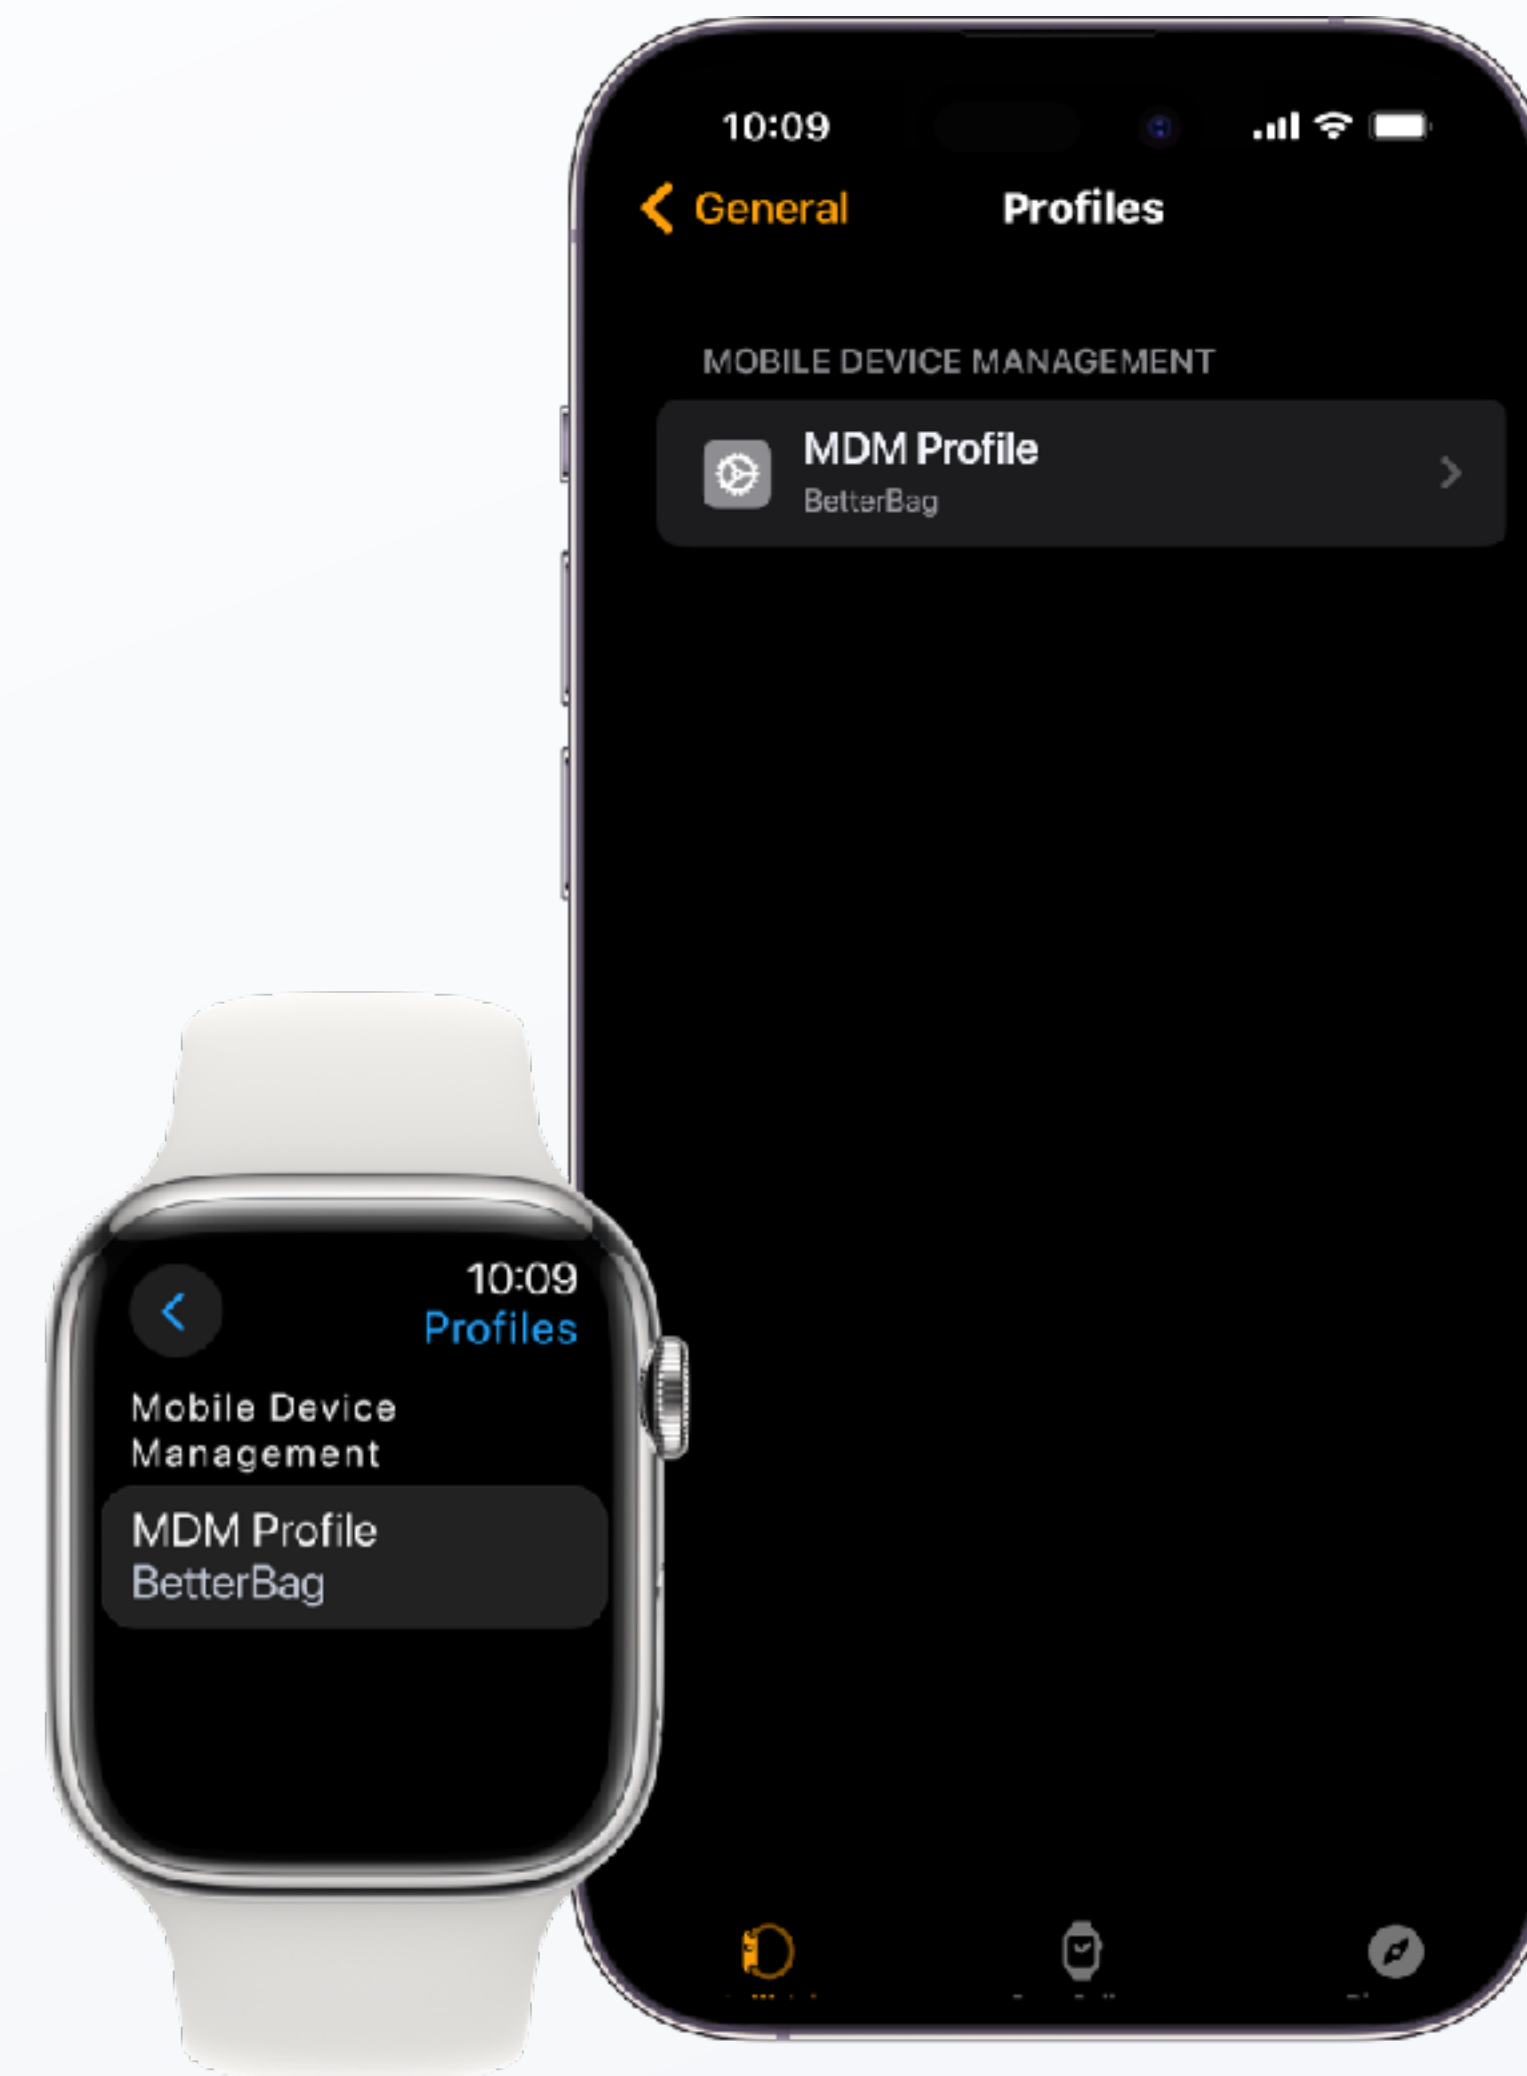 10:09
General
Profiles
MOBILE DEVICE MANAGEMENT
MDM Profile
BetterBag
10:09
Profiles
Mobile Device
Management
MDM Profile
BetterBag